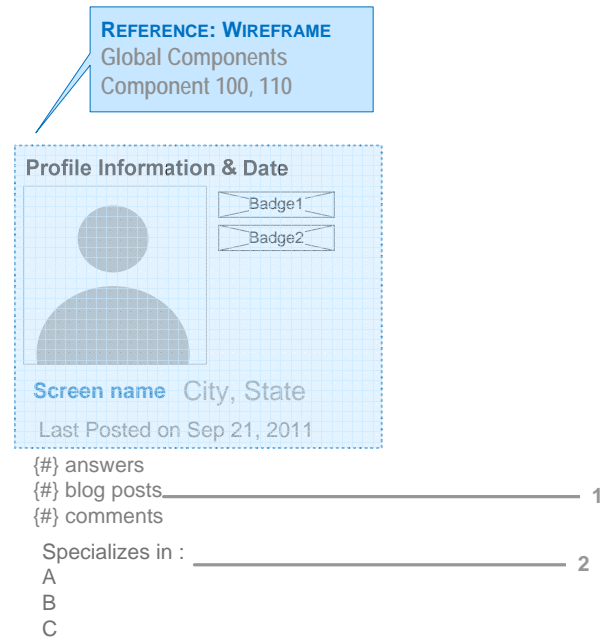 REFERENCE: WIREFRAME
Global Components
Component 100, 110
Profile Information & Date
Badge1
Badge2
Screen name City, State
Last Posted on Sep 21, 2011
{#} answers
{#} blog posts 1
{#} comments
Specializes in : 2
A
B
C